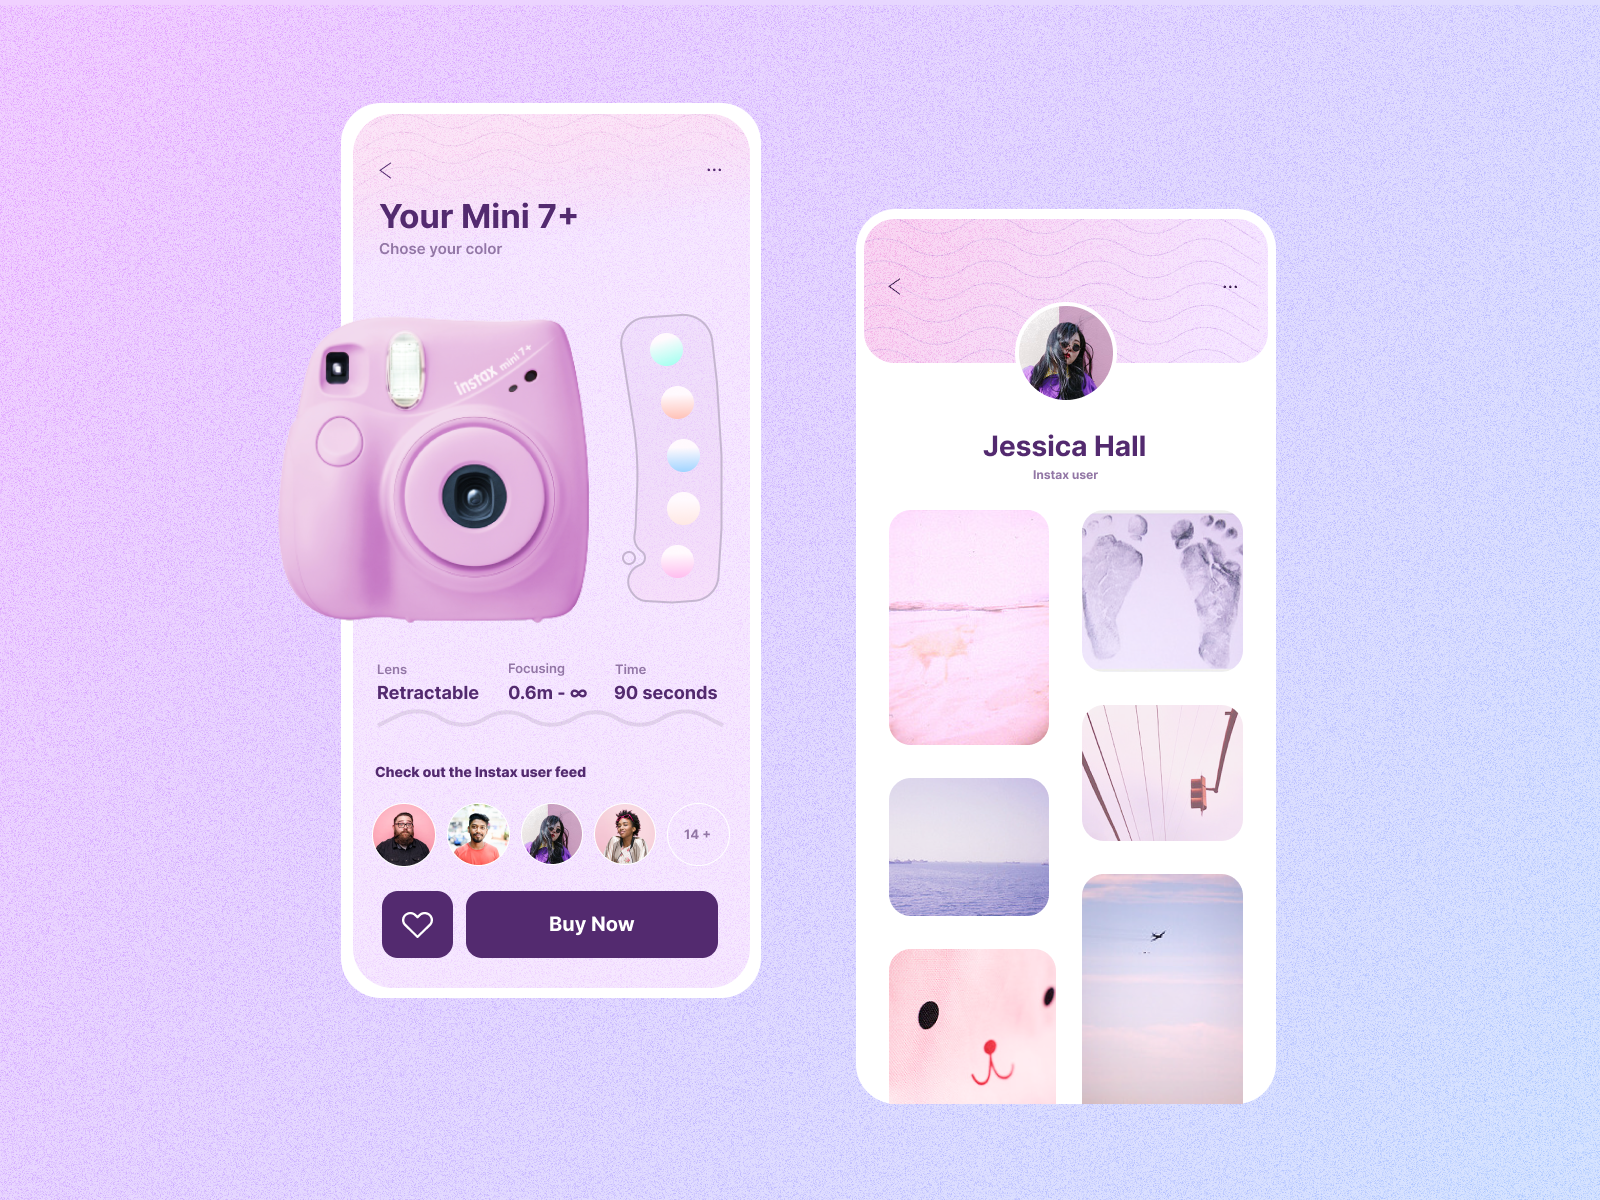 Your Mini 7+
Chose your color
instax mini 7+
Lens
Focusing
Time
Retractable
0.6m - ∞
90 seconds
Check out the Instax user feed
14 +
Buy Now
Jessica Hall
Instax user